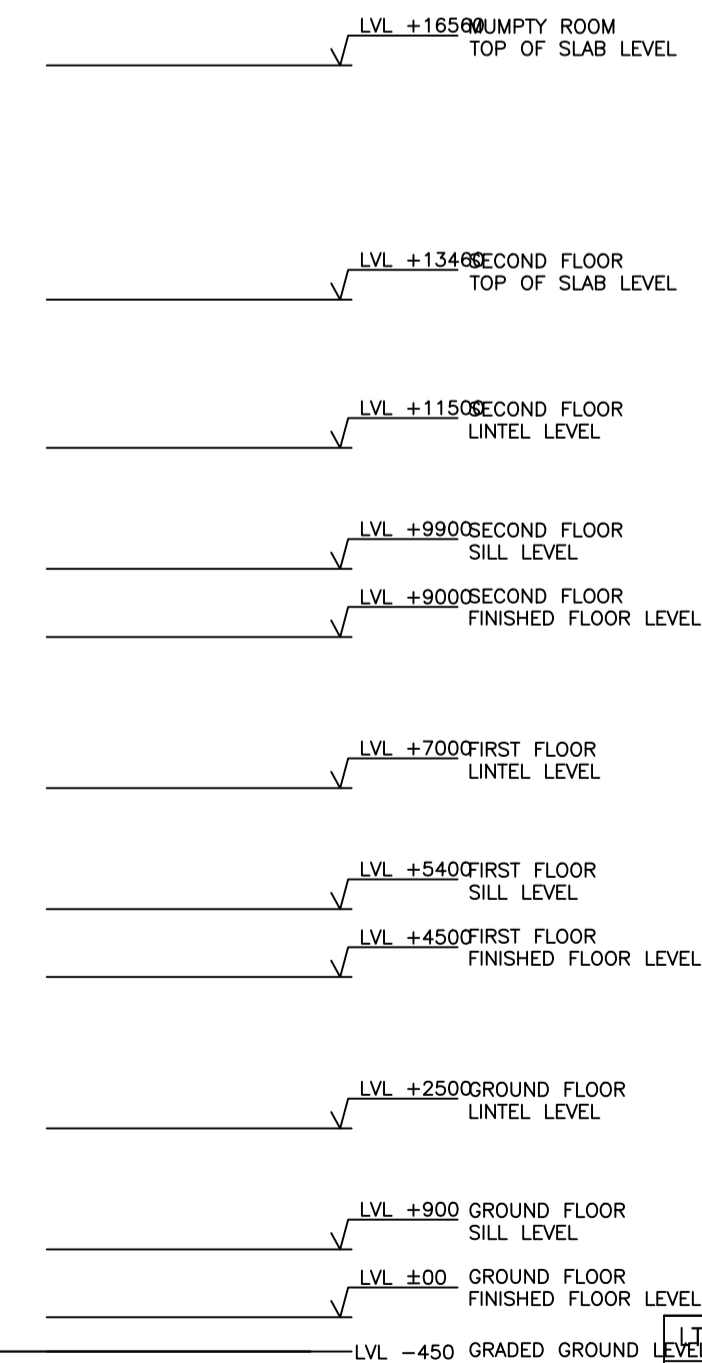 LVL +16560 MUMPTY ROOM
TOP OF SLAB LEVEL
LVL +13460 SECOND FLOOR
TOP OF SLAB LEVEL
LVL +11500 SECOND FLOOR
LINTEL LEVEL
LVL +9900 SECOND FLOOR
SILL LEVEL
LVL +9000 SECOND FLOOR
FINISHED FLOOR LEVEL
LVL +7000 FIRST FLOOR
LINTEL LEVEL
LVL +5400 FIRST FLOOR
SILL LEVEL
LVL +4500 FIRST FLOOR
FINISHED FLOOR LEVEL
LVL +2500 GROUND FLOOR
LINTEL LEVEL
LVL +900 GROUND FLOOR
SILL LEVEL
LVL ±00 GROUND FLOOR
FINISHED FLOOR LEVEL
LVL -450 GRADED GROUND LEVEL